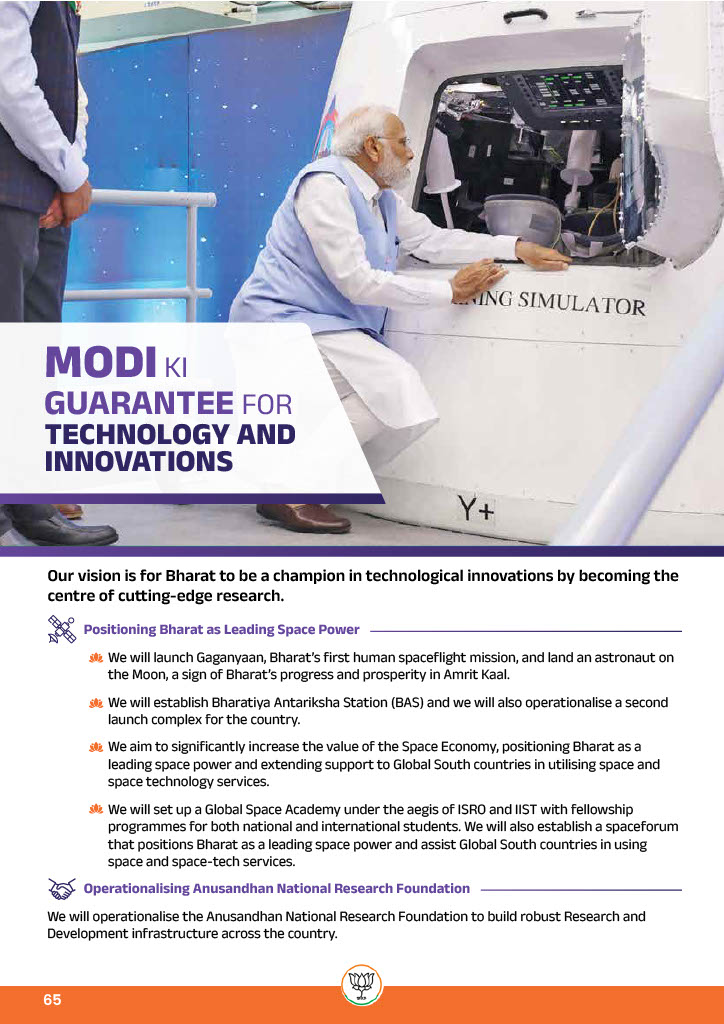 NING SIMULATOR
Y+
MODI KI
GUARANTEE FOR
TECHNOLOGY AND
INNOVATIONS
Our vision is for Bharat to be a champion in technological innovations by becoming the
centre of cutting-edge research.
Positioning Bharat as Leading Space Power
We will launch Gaganyaan, Bharat's first human spaceflight mission, and land an astronaut on
the Moon, a sign of Bharat's progress and prosperity in Amrit Kaal.
We will establish Bharatiya Antariksha Station (BAS) and we will also operationalise a second
launch complex for the country.
We aim to significantly increase the value of the Space Economy, positioning Bharat as a
leading space power and extending support to Global South countries in utilising space and
space technology services.
We will set up a Global Space Academy under the aegis of ISRO and IIST with fellowship
programmes for both national and international students. We will also establish a spaceforum
that positions Bharat as a leading space power and assist Global South countries in using
space and space-tech services.
Operationalising Anusandhan National Research Foundation
We will operationalise the Anusandhan National Research Foundation to build robust Research and
Development infrastructure across the country.
65